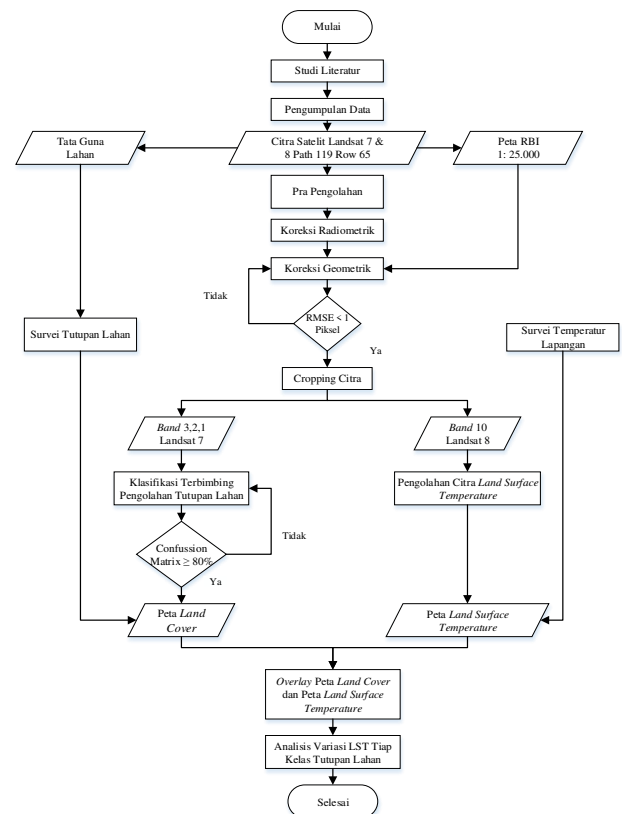 Mulai
Studi Literatur
Pengumpulan Data
Tata Guna
Lahan
Citra Satelit Landsat 7 &
8 Path 119 Row 65
Peta RBI
1: 25.000
Pra Pengolahan
Koreksi Radiometrik
Koreksi Geometrik
Tidak
RMSE < 1
Piksel
Ya
Survei Tutupan Lahan
Survei Temperatur
Lapangan
Cropping Citra
Band 3,2,1
Landsat 7
Band 10
Landsat 8
Klasifikasi Terbimbing
Pengolahan Tutupan Lahan
Pengolahan Citra Land Surface
Temperature
Tidak
Confussion
Matrix ≥ 80%
Ya
Peta Land
Cover
Peta Land Surface
Temperature
Overlay Peta Land Cover
dan Peta Land Surface
Temperature
Analisis Variasi LST Tiap
Kelas Tutupan Lahan
Selesai